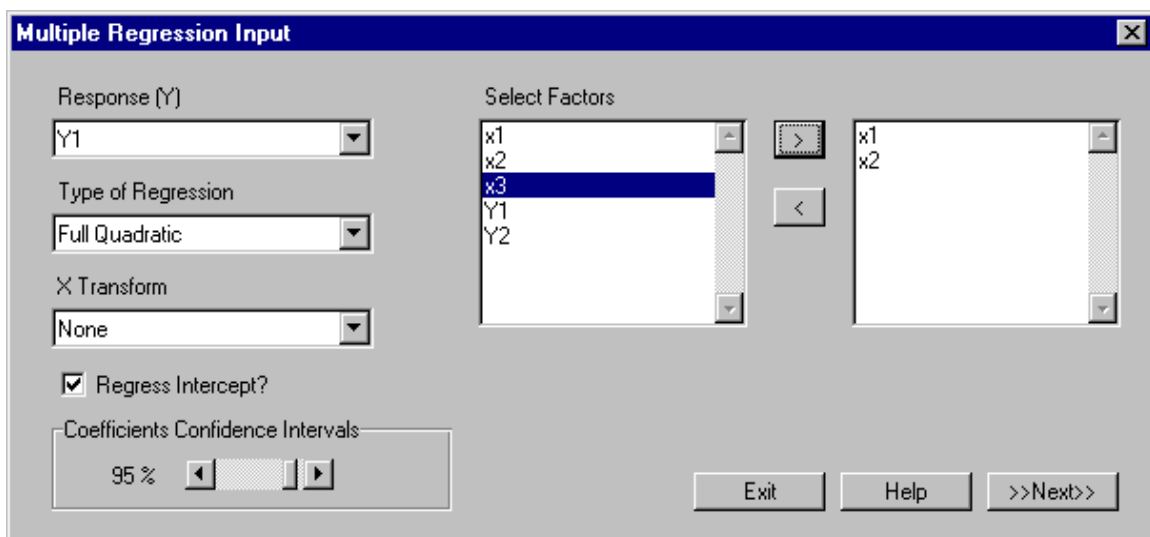 Multiple Regression Input
Response (Y)
Y1
Type of Regression
Full Quadratic
X Transform
None
Regress Intercept?
Coefficients Confidence Intervals
95 %
Select Factors
x1
x2
x3
Y1
Y2
>
<
x1
x2
Exit
Help
>>Next>>